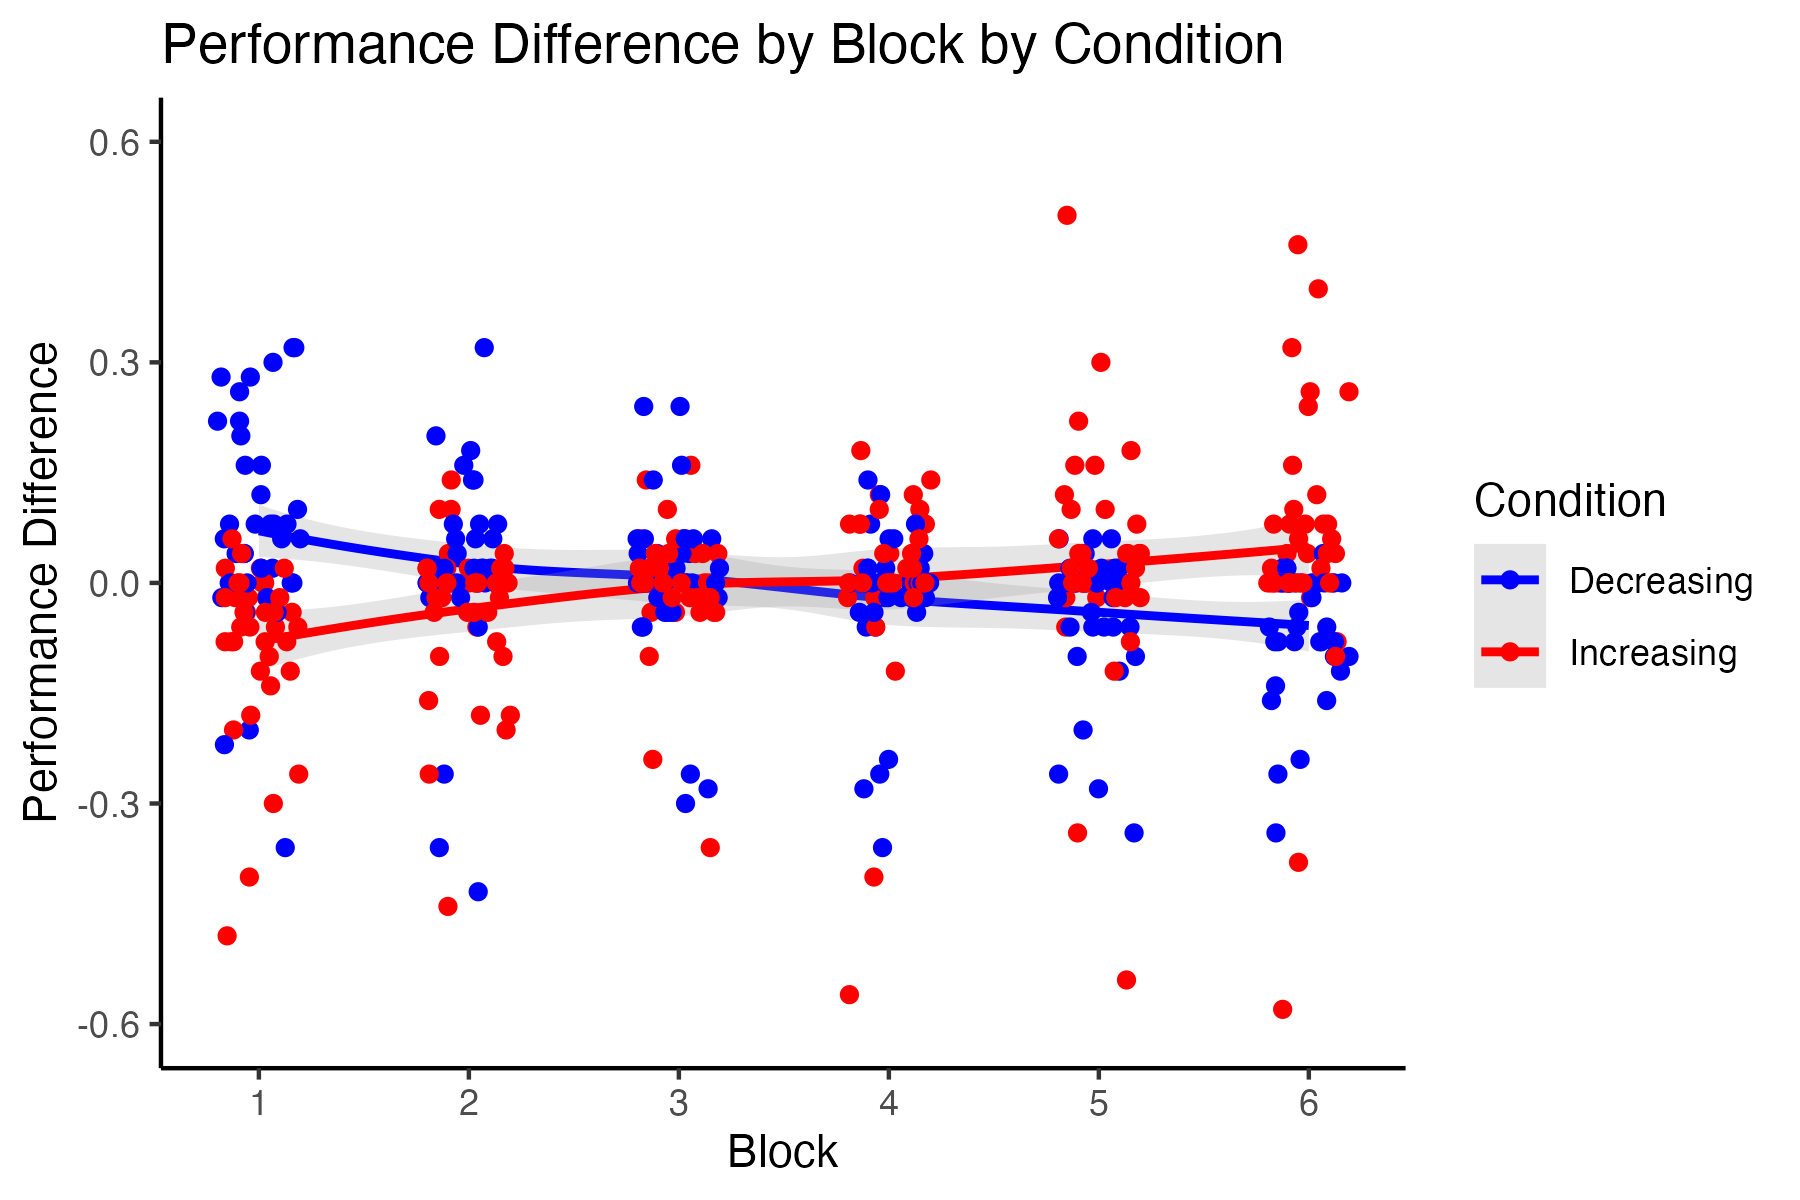 Performance Difference by Block by Condition
Performance Difference
0.6
0.3
0.0
-0.3
-0.6
1 2 3 4 5 6
Block
Condition
Decreasing
Increasing